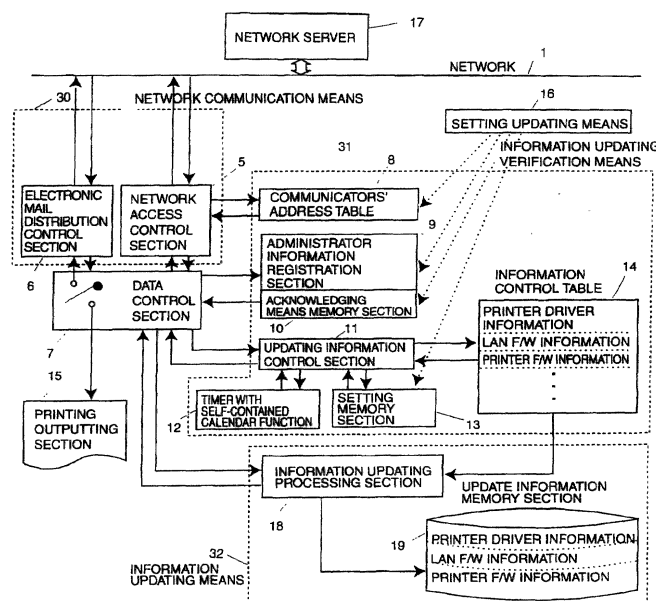 17
NETWORK SERVER
1
NETWORK
30
NETWORK COMMUNICATION MEANS
16
SETTING UPDATING MEANS
5
31
8
INFORMATION UPDATING
VERIFICATION MEANS
ELECTRONIC
MAIL
DISTRIBUTION
CONTROL
SECTION
NETWORK
ACCESS
CONTROL
SECTION
COMMUNICATORS'
ADDRESS TABLE
9
ADMINISTRATOR
INFORMATION
REGISTRATION
SECTION
6
DATA
CONTROL
SECTION
ACKNOWLEDGING
MEANS MEMORY SECTION
INFORMATION
CONTROL TABLE
14
7
10
11
UPDATING INFORMATION
CONTROL SECTION
PRINTER DRIVER
INFORMATION
LAN F/W INFORMATION
PRINTER F/W INFORMATION
15
PRINTING
OUTPUTTING
SECTION
12
TIMER WITH
SELF-CONTAINED
CALENDAR FUNCTION
SETTING
MEMORY
SECTION
13
INFORMATION UPDATING
PROCESSING SECTION
18
UPDATE INFORMATION
MEMORY SECTION
32
INFORMATION
UPDATING MEANS
19
PRINTER DRIVER INFORMATION
LAN F/W INFORMATION
PRINTER F/W INFORMATION